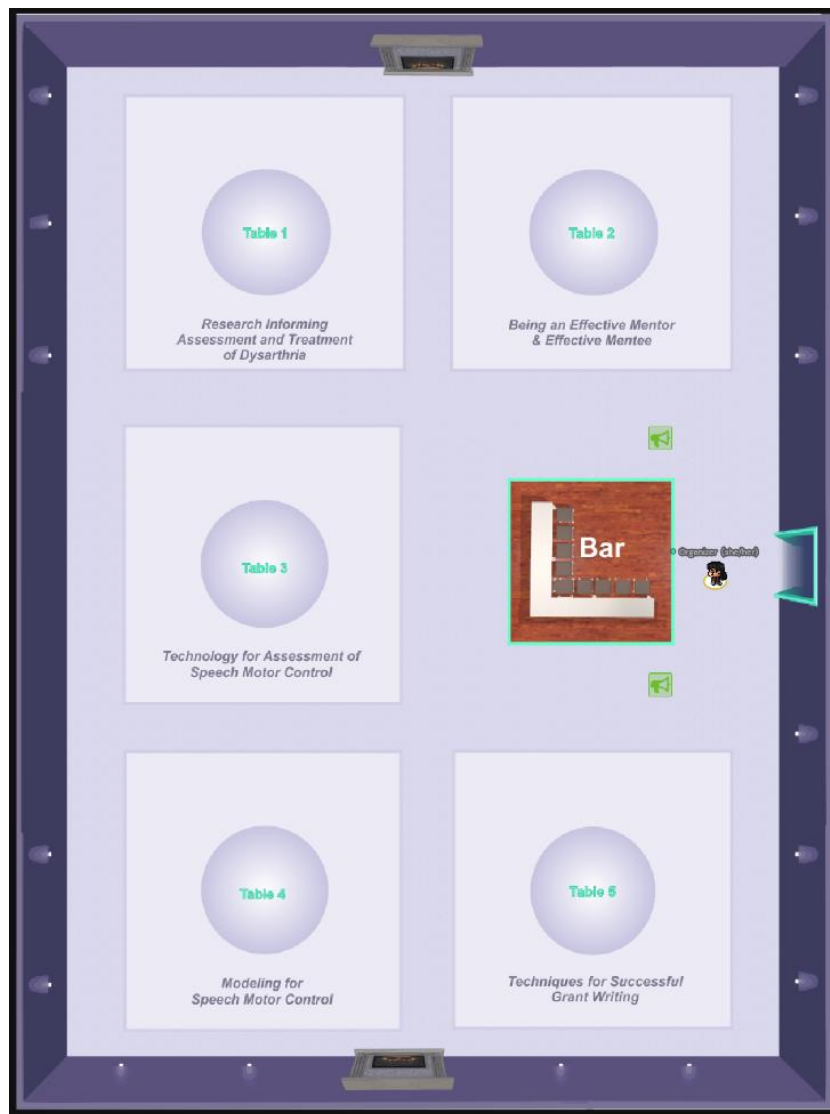 Table 1
Research Informing
Assessment and Treatment
of Dysarthria
Table 2
Being an Effective Mentor
& Effective Mentee
Table 3
Technology for Assessment of
Speech Motor Control
Bar
Organizer (she/her)
Table 4
Modeling for
Speech Motor Control
Table 5
Techniques for Successful
Grant Writing